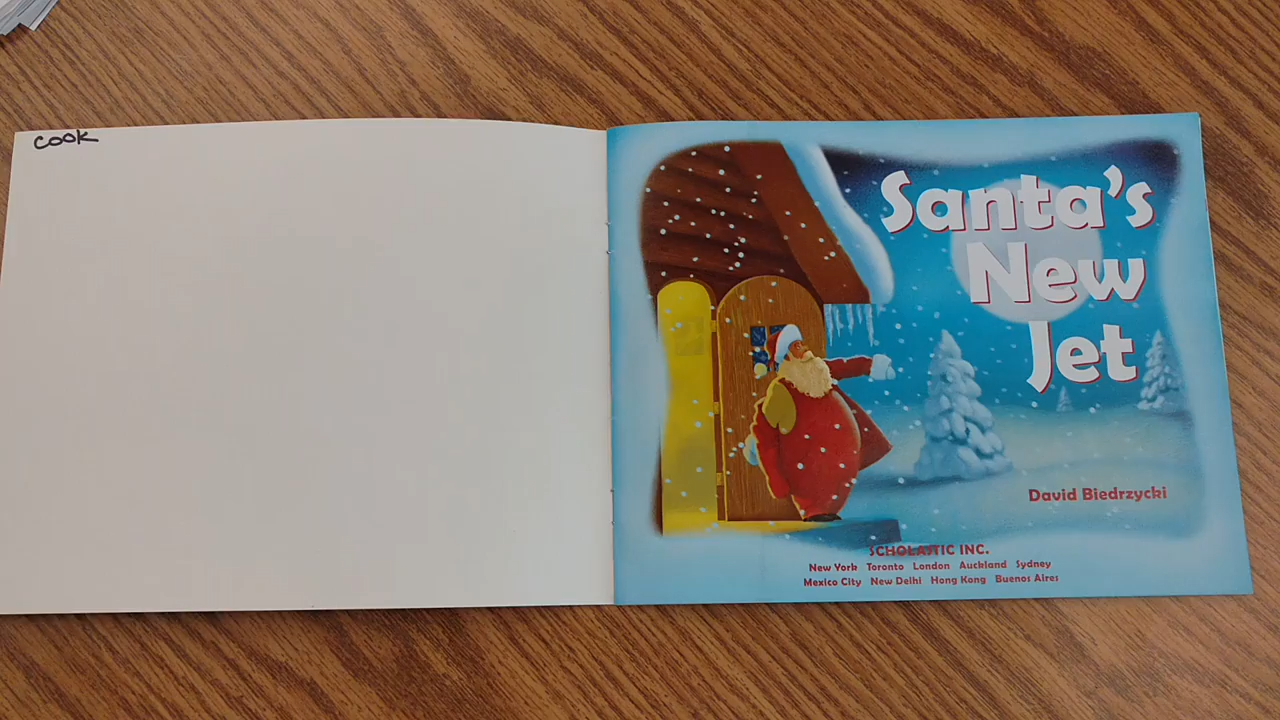 cook
Santa's
New
Jet
David Biedrzycki
SCHOLASTIC INC.
New York Toronto London Auckland Sydney
Mexico City New Delhi Hong Kong Buenos Aires